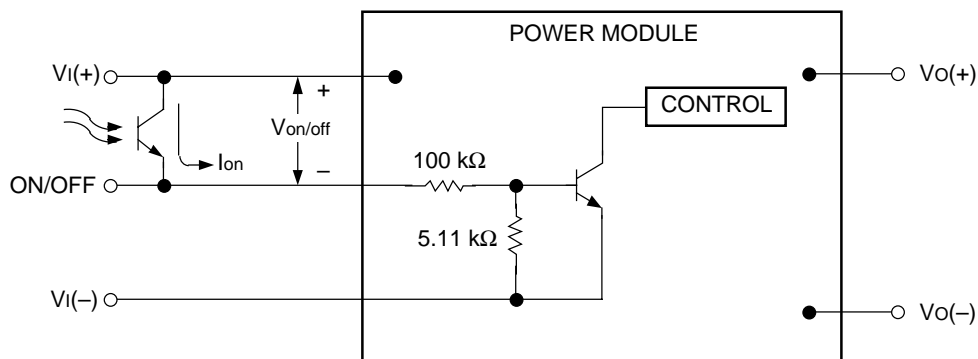 POWER MODULE
VI(+)
VO(+)
+
CONTROL
Von/off
Ion
–
100 kΩ
ON/OFF
5.11 kΩ
VI(–)
VO(–)